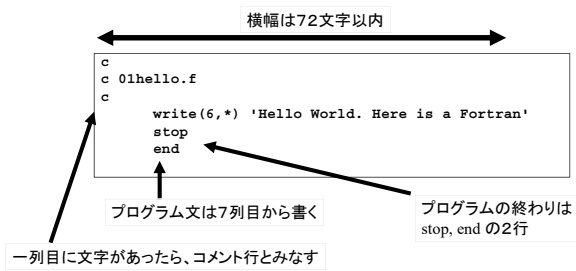 横幅は72文字以内
c
c 01hello.f
c
write(6,*) 'Hello World. Here is a Fortran'
stop
end
プログラム文は7列目から書く
プログラムの終わりは
stop, end の2行
一列目に文字があったら、コメント行とみなす